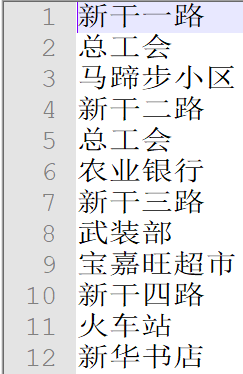 1 新干一路
2 总工会
3 马蹄步小区
4 新干二路
5 总工会
6 农业银行
7 新干三路
8 武装部
9 宝嘉旺超市
10 新干四路
11 火车站
12 新华书店